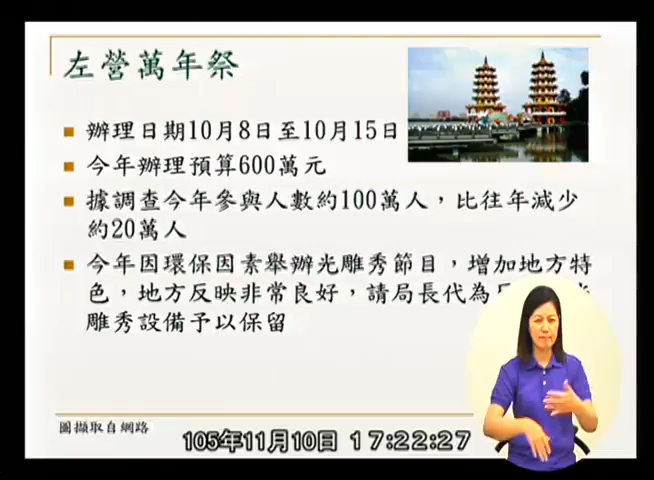 左營萬年祭
辦理日期10月8日至10月15日
今年辦理預算600萬元
據調查今年參與人數約100萬人，比往年減少
約20萬人
今年因環保因素舉辦光雕秀節目，增加地方特
色，地方反映非常良好，請局長代為
雕秀設備予以保留
圖擷取自網路
105年11月10日 17:22:27